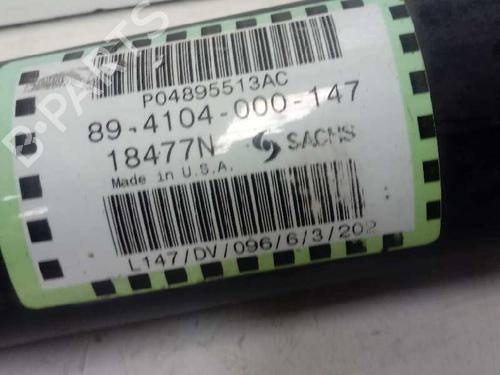 P04895513AC
89-4104-000-147
18477N SACHS
Made in U.S.A.
L147/DV/096/6/3/202
D-PARTS